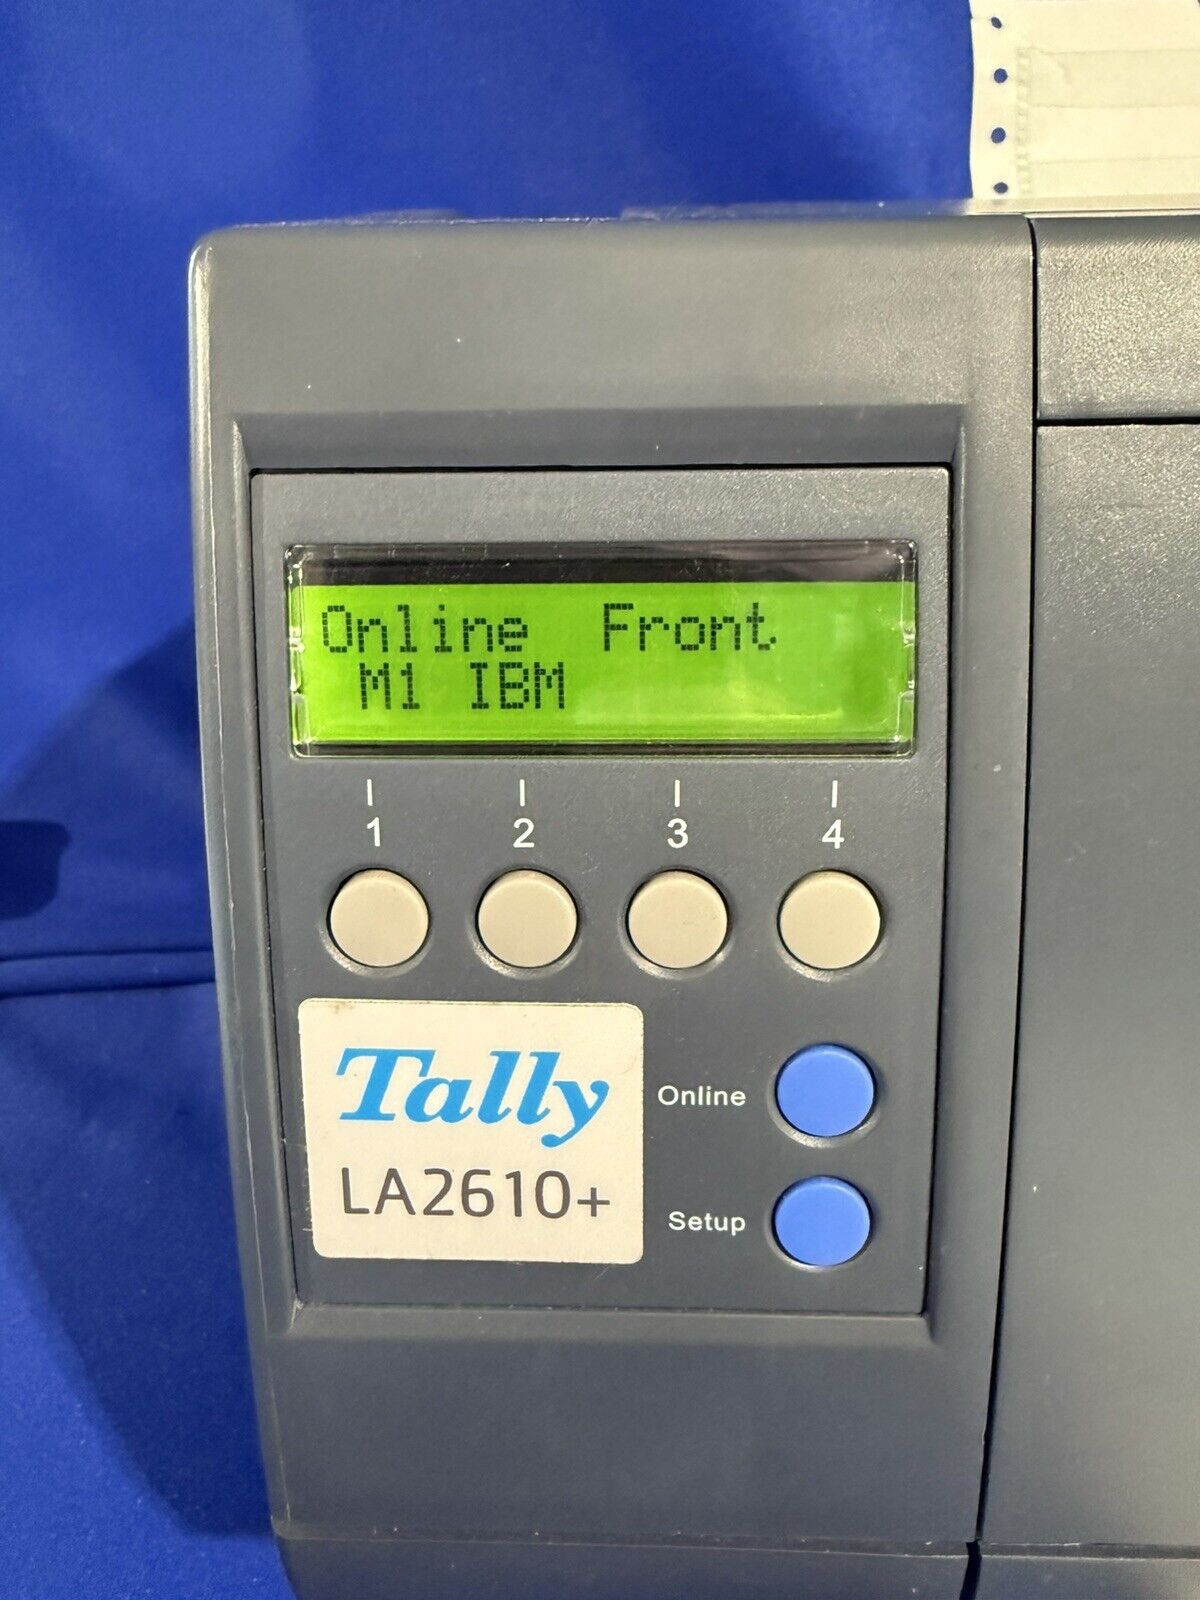 Online Front
M1 IBM
1 2 3 4
Tally
LA2610+
Online
Setup